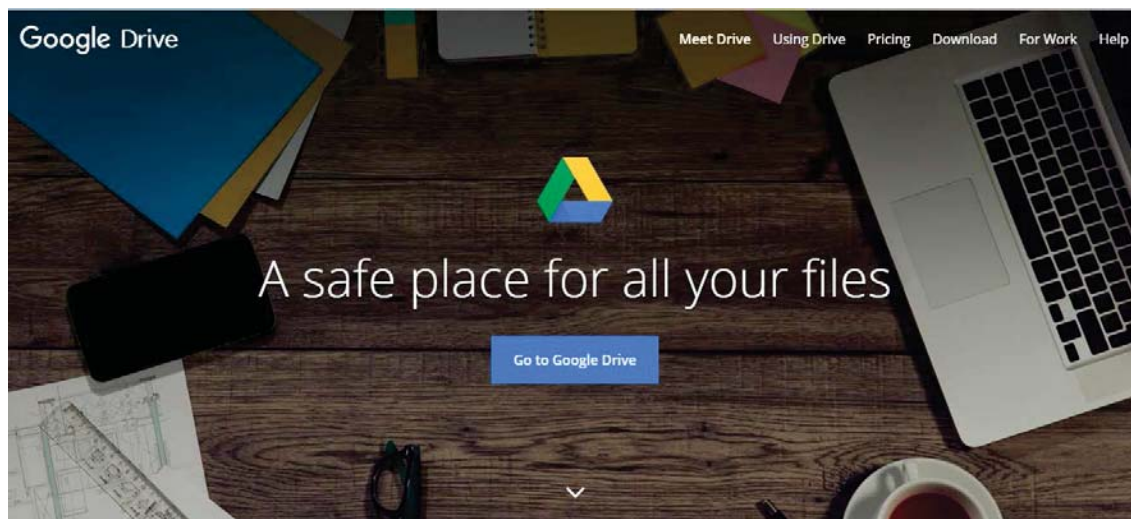 Google Drive
Meet Drive Using Drive Pricing Download For Work Help
A safe place for all your files
Go to Google Drive